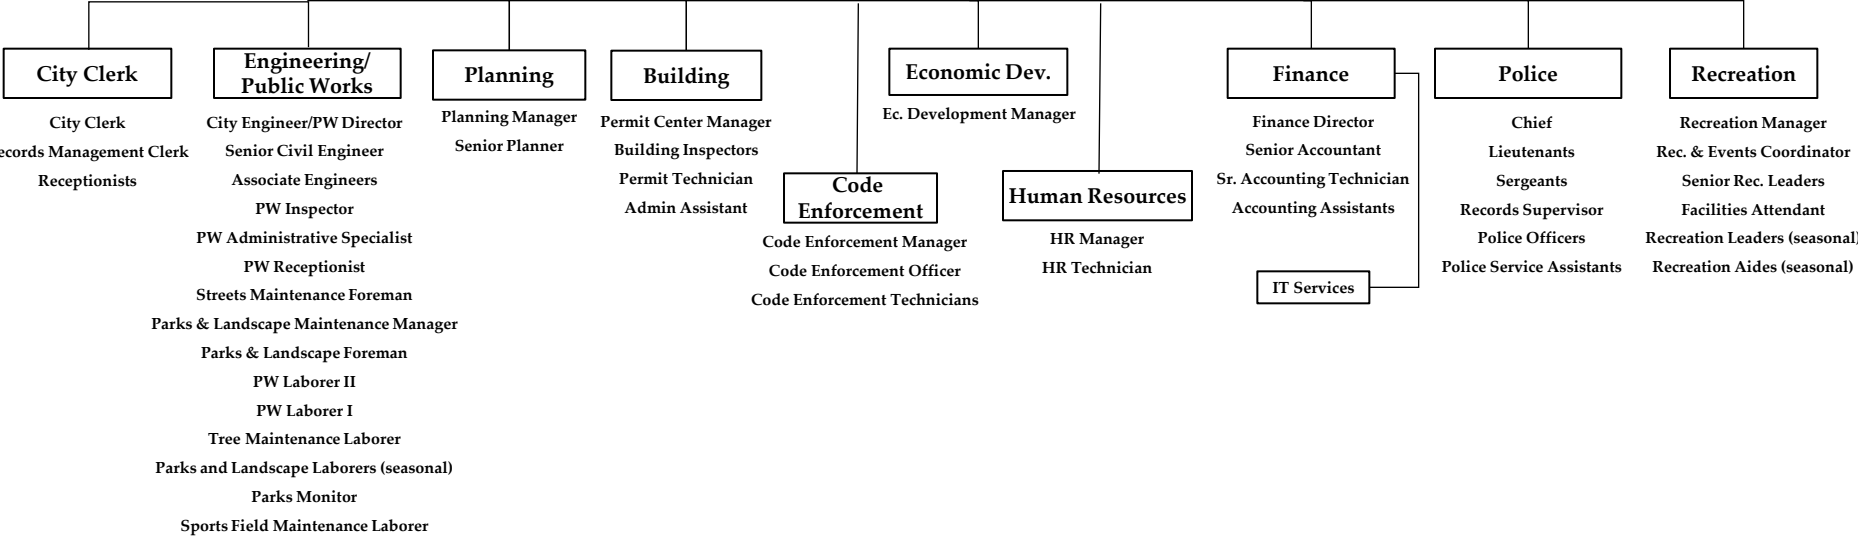 City Clerk
City Clerk
Records Management Clerk
Receptionists
Engineering/
Public Works
City Engineer/PW Director
Senior Civil Engineer
Associate Engineers
PW Inspector
PW Administrative Specialist
PW Receptionist
Streets Maintenance Foreman
Parks & Landscape Maintenance Manager
Parks & Landscape Foreman
PW Laborer II
PW Laborer I
Tree Maintenance Laborer
Parks and Landscape Laborers (seasonal)
Parks Monitor
Sports Field Maintenance Laborer
Planning
Planning Manager
Senior Planner
Building
Permit Center Manager
Building Inspectors
Permit Technician
Admin Assistant
Code
Enforcement
Code Enforcement Manager
Code Enforcement Officer
Code Enforcement Technicians
Economic Dev.
Ec. Development Manager
Human Resources
HR Manager
HR Technician
Finance
Finance Director
Senior Accountant
Sr. Accounting Technician
Accounting Assistants
IT Services
Police
Chief
Lieutenants
Sergeants
Records Supervisor
Police Officers
Police Service Assistants
Recreation
Recreation Manager
Rec. & Events Coordinator
Senior Rec. Leaders
Facilities Attendant
Recreation Leaders (seasonal)
Recreation Aides (seasonal)